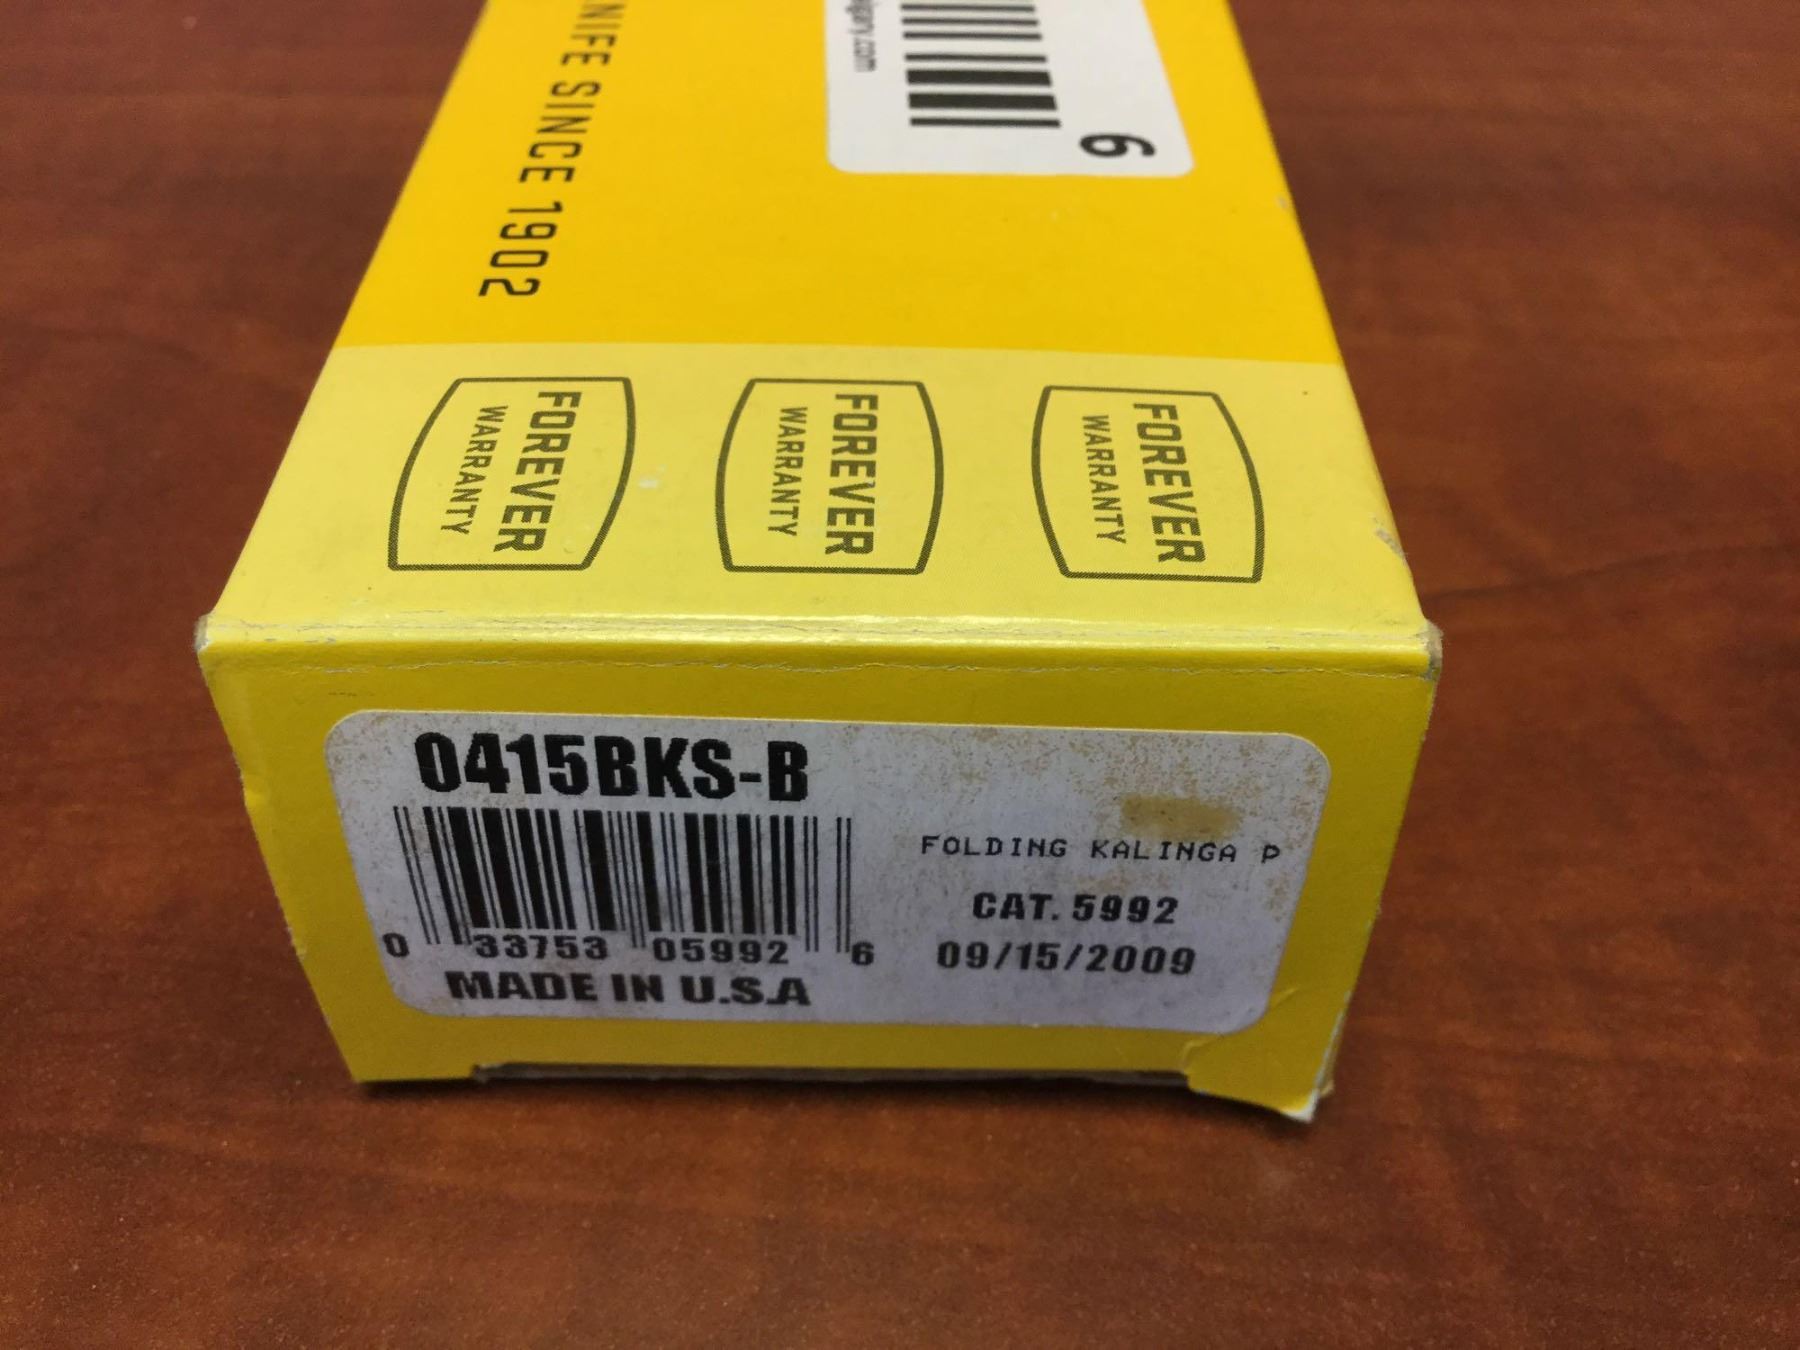 NIFE SINCE 1902
6
FOREVER
WARRANTY
FOREVER
WARRANTY
FOREVER
WARRANTY
0415BKS-B
0 33753 05992 6
MADE IN U.S.A
FOLDING KALINGA P
CAT. 5992
09/15/2009